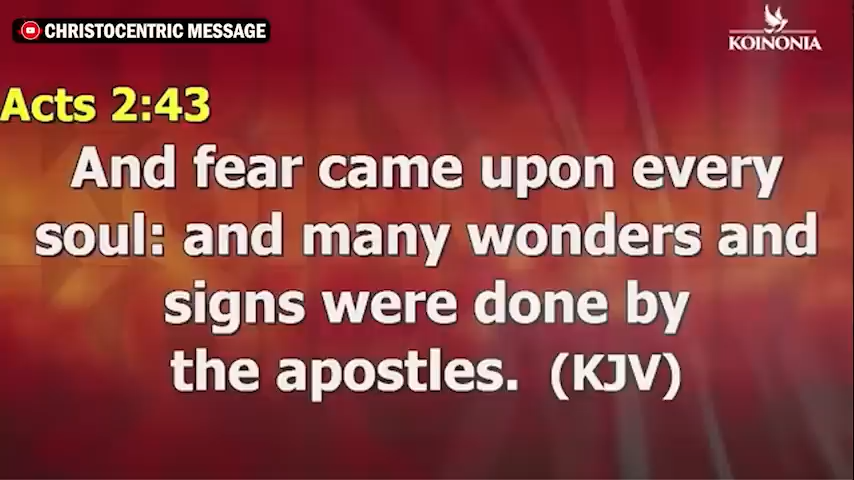 CHRISTOCENTRIC MESSAGE
KOINONIA
Acts 2:43
And fear came upon every
soul: and many wonders and
signs were done by
the apostles. (KJV)